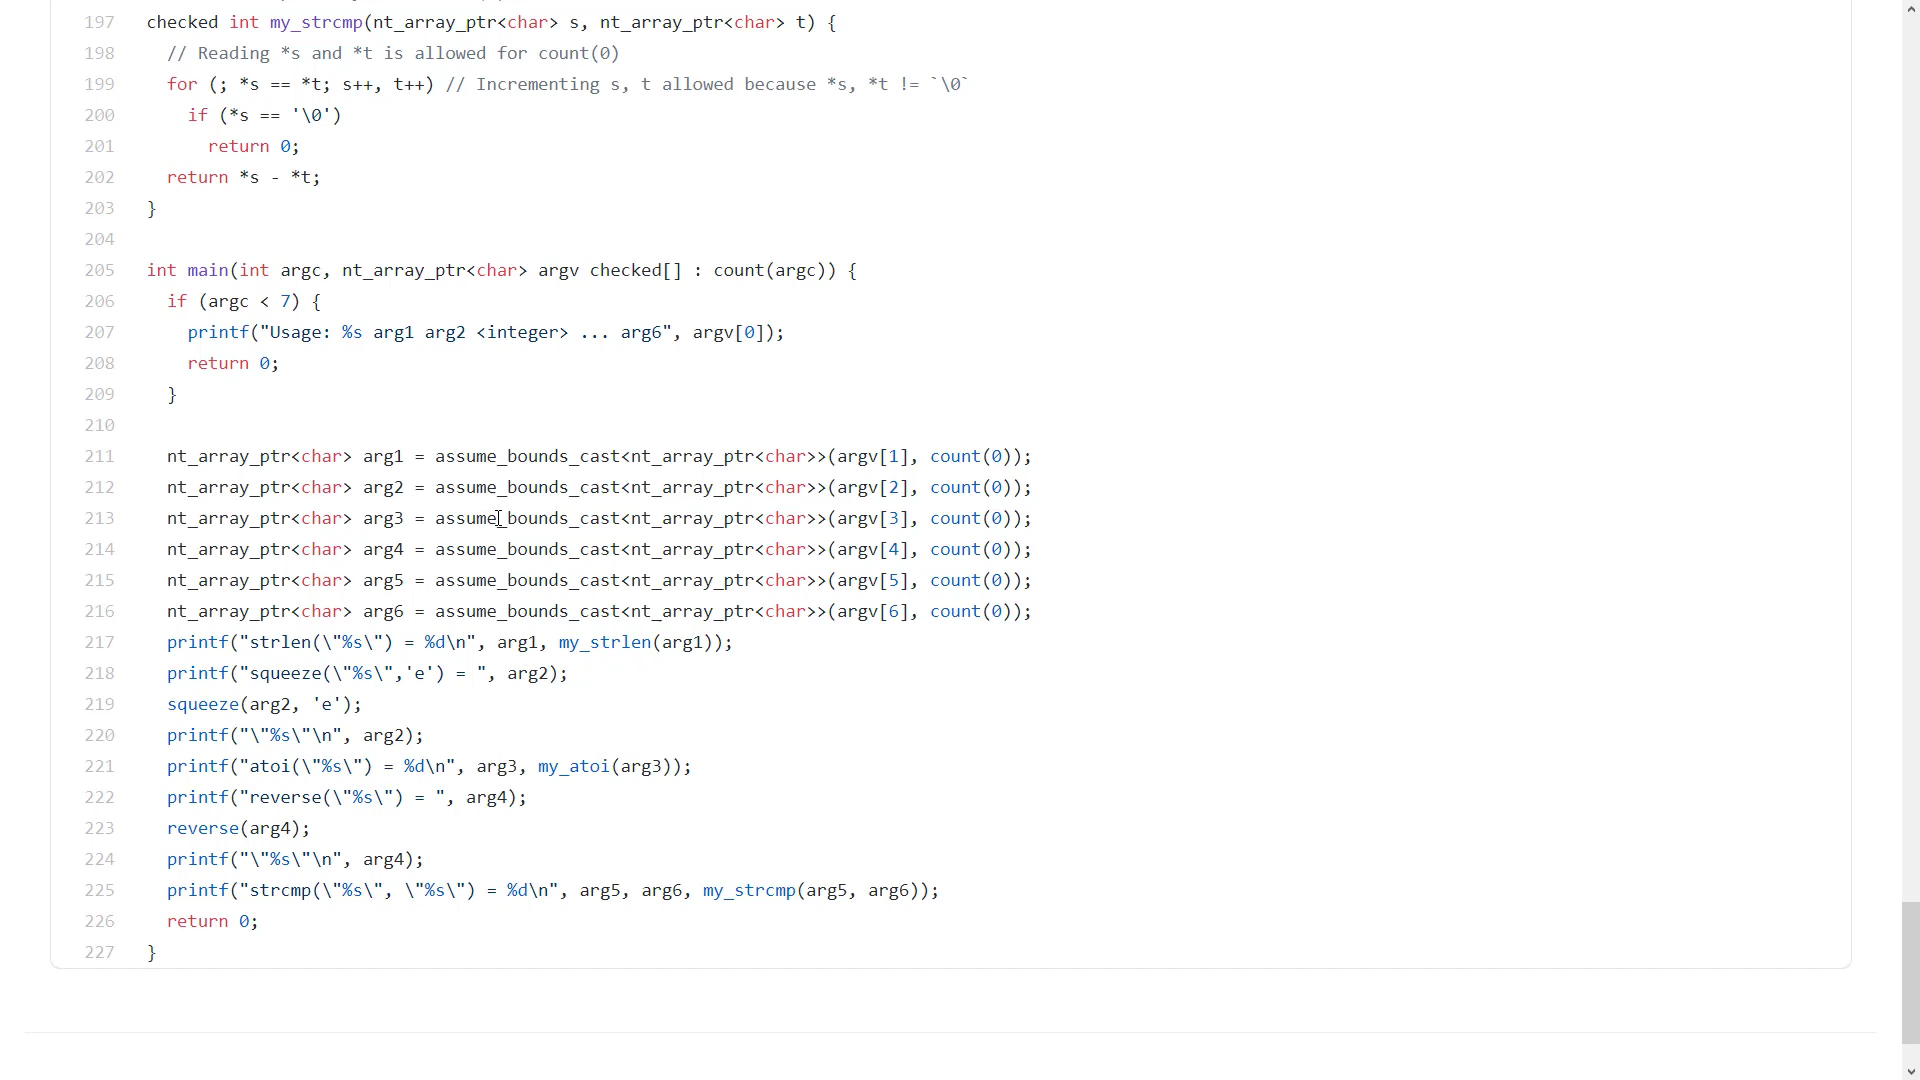 197 checked int my_strcmp(nt_array_ptr<char> s, nt_array_ptr<char> t) {
198 // Reading *s and *t is allowed for count(0)
199 for (; *s == *t; s++, t++) // Incrementing s, t allowed because *s, *t != `\0`
200 if (*s == '\0')
201 return 0;
202 return *s - *t;
203 }
204
205 int main(int argc, nt_array_ptr<char> argv checked[] : count(argc)) {
206 if (argc < 7) {
207 printf("Usage: %s arg1 arg2 <integer> ... arg6", argv[0]);
208 return 0;
209 }
210
211 nt_array_ptr<char> arg1 = assume_bounds_cast<nt_array_ptr<char>>(argv[1], count(0));
212 nt_array_ptr<char> arg2 = assume_bounds_cast<nt_array_ptr<char>>(argv[2], count(0));
213 nt_array_ptr<char> arg3 = assume_bounds_cast<nt_array_ptr<char>>(argv[3], count(0));
214 nt_array_ptr<char> arg4 = assume_bounds_cast<nt_array_ptr<char>>(argv[4], count(0));
215 nt_array_ptr<char> arg5 = assume_bounds_cast<nt_array_ptr<char>>(argv[5], count(0));
216 nt_array_ptr<char> arg6 = assume_bounds_cast<nt_array_ptr<char>>(argv[6], count(0));
217 printf("strlen(\"%s\") = %d\n", arg1, my_strlen(arg1));
218 printf("squeeze(\"%s\",'e') = ", arg2);
219 squeeze(arg2, 'e');
220 printf("\"%s\"\n", arg2);
221 printf("atoi(\"%s\") = %d\n", arg3, my_atoi(arg3));
222 printf("reverse(\"%s\") = ", arg4);
223 reverse(arg4);
224 printf("\"%s\"\n", arg4);
225 printf("strcmp(\"%s\", \"%s\") = %d\n", arg5, arg6, my_strcmp(arg5, arg6));
226 return 0;
227 }